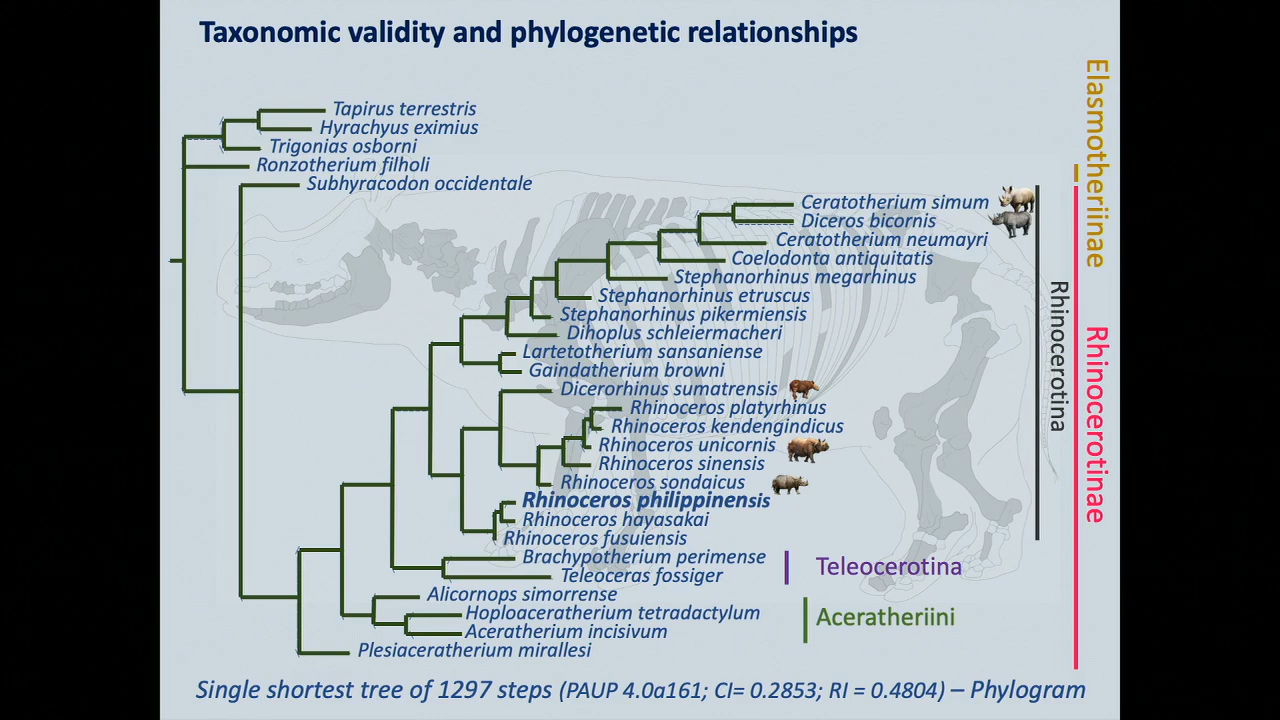 Taxonomic validity and phylogenetic relationships
Tapirus terrestris
Hyrachyus eximius
Trigonias osborni
Ronzotherium filholi
Subhyracodon occidentale
Ceratotherium simum
Diceros bicornis
Ceratotherium neumayri
Coelodonta antiquitatis
Stephanorhinus megarhinus
Stephanorhinus etruscus
Stephanorhinus pikermiensis
Dihoplus schleiermacheri
Lartetotherium sansaniense
Gaindatherium browni
Dicerorhinus sumatrensis
Rhinoceros platyrhinus
Rhinoceros kendengindicus
Rhinoceros unicornis
Rhinoceros sinensis
Rhinoceros sondaicus
Rhinoceros philippinensis
Rhinoceros hayasakai
Rhinoceros fusuiensis
Brachypotherium perimense
Teleoceras fossiger
Alicornops simorrense
Hoploaceratherium tetradactylum
Aceratherium incisivum
Plesiaceratherium mirallesi
Teleocerotina
Aceratheriini
Rhinocerotina
Elasmotheriinae
Rhinocerotinae
Single shortest tree of 1297 steps (PAUP 4.0a161; CI= 0.2853; RI = 0.4804) – Phylogram